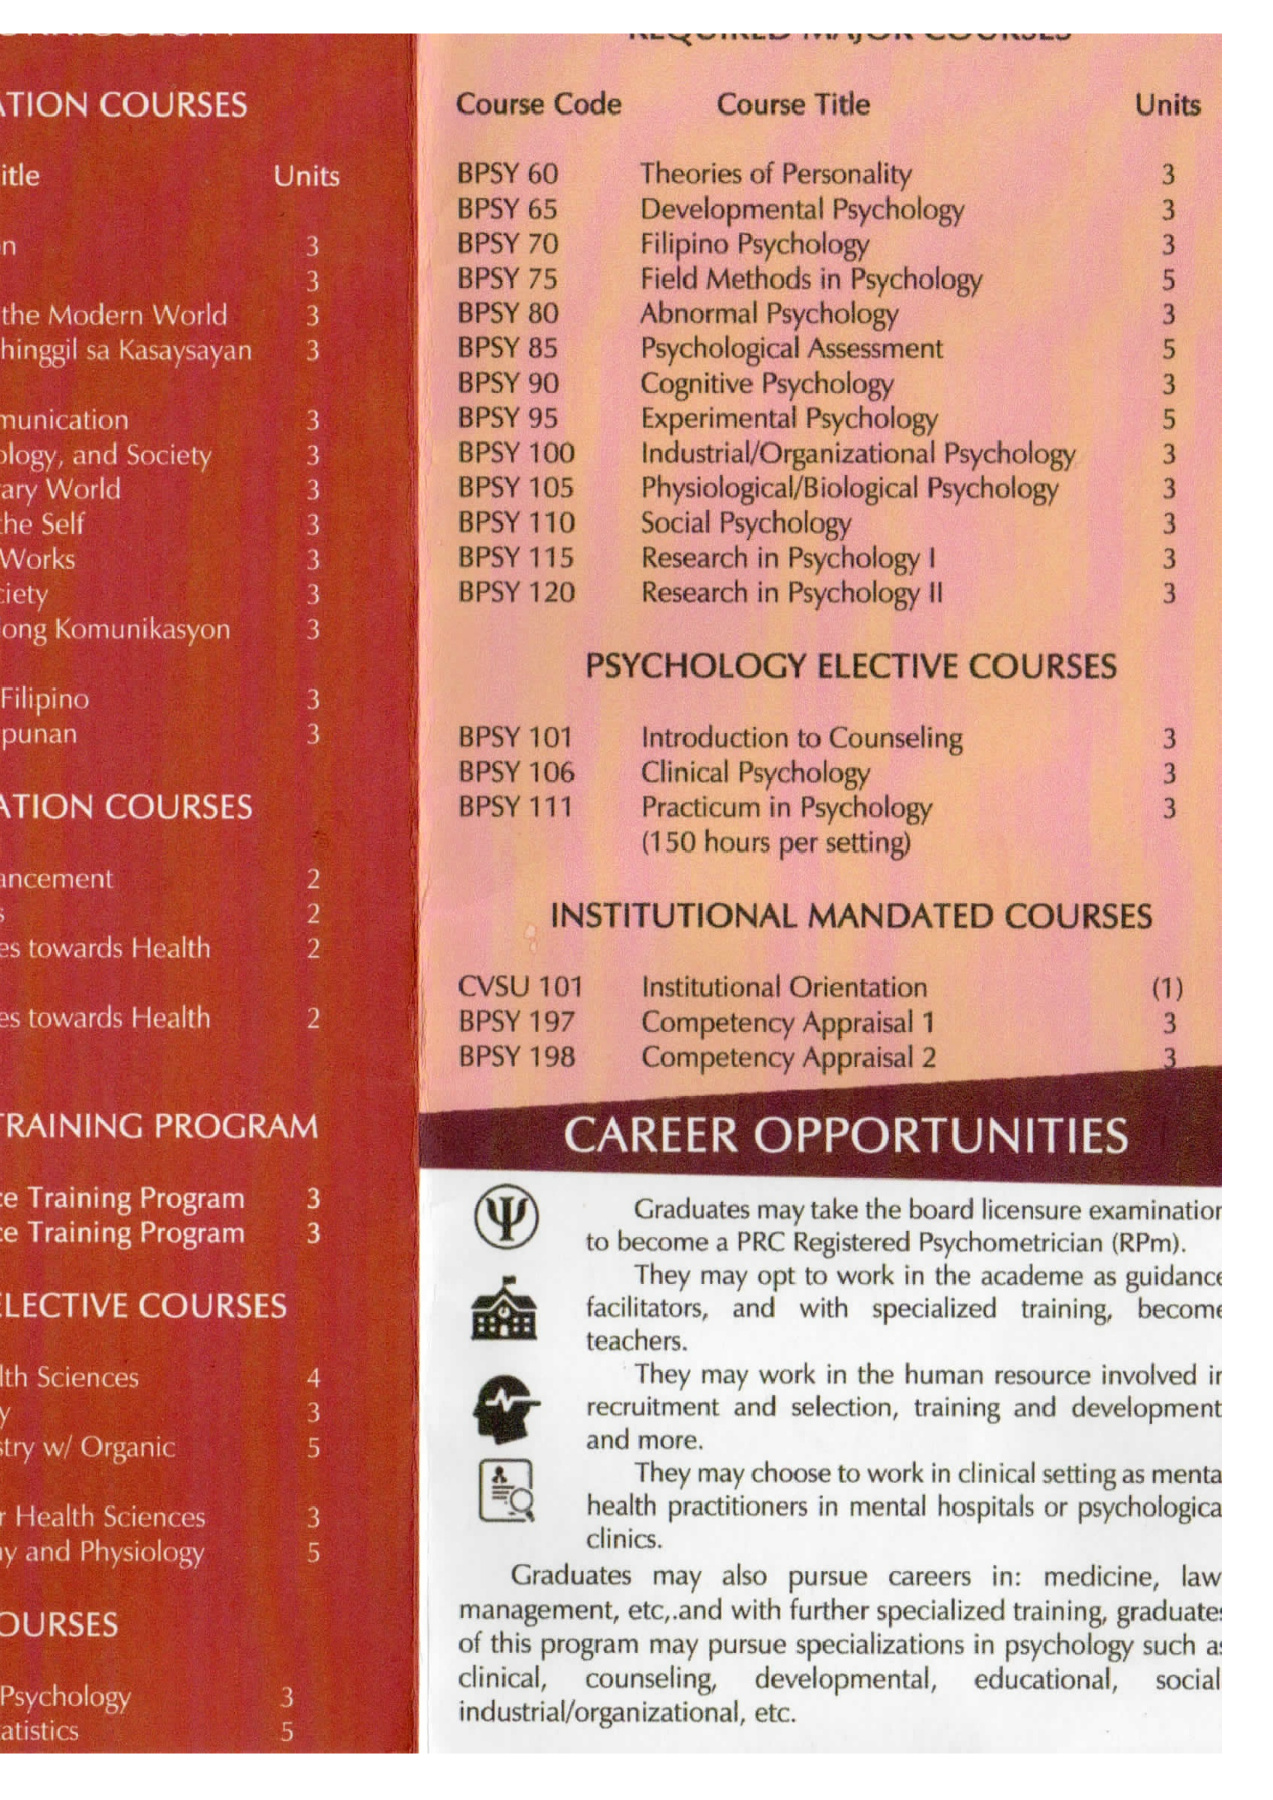 ATION COURSES
itle Units
n 3
3
the Modern World 3
hinggil sa Kasaysayan 3
munication 3
ology, and Society 3
ary World 3
the Self 3
Works 3
ciety 3
ong Komunikasyon 3
Filipino 3
punan 3
ATION COURSES
ancement 2
s 2
es towards Health 2
es towards Health 2
TRAINING PROGRAM
ce Training Program 3
ce Training Program 3
ELECTIVE COURSES
lth Sciences 4
y 3
stry w/ Organic 5
r Health Sciences 3
ny and Physiology 5
OURSES
Psychology 3
atistics 5
REQUIRED MAJOR COURSES
Course Code Course Title Units
BPSY 60 Theories of Personality 3
BPSY 65 Developmental Psychology 3
BPSY 70 Filipino Psychology 3
BPSY 75 Field Methods in Psychology 5
BPSY 80 Abnormal Psychology 3
BPSY 85 Psychological Assessment 5
BPSY 90 Cognitive Psychology 3
BPSY 95 Experimental Psychology 5
BPSY 100 Industrial/Organizational Psychology 3
BPSY 105 Physiological/Biological Psychology 3
BPSY 110 Social Psychology 3
BPSY 115 Research in Psychology I 3
BPSY 120 Research in Psychology II 3
PSYCHOLOGY ELECTIVE COURSES
BPSY 101 Introduction to Counseling 3
BPSY 106 Clinical Psychology 3
BPSY 111 Practicum in Psychology 3
(150 hours per setting)
INSTITUTIONAL MANDATED COURSES
CVSU 101 Institutional Orientation (1)
BPSY 197 Competency Appraisal 1 3
BPSY 198 Competency Appraisal 2 3
CAREER OPPORTUNITIES
Graduates may take the board licensure examination
to become a PRC Registered Psychometrician (RPm).
They may opt to work in the academe as guidance
facilitators, and with specialized training, become
teachers.
They may work in the human resource involved in
recruitment and selection, training and development
and more.
They may choose to work in clinical setting as menta
health practitioners in mental hospitals or psychologica
clinics.
Graduates may also pursue careers in: medicine, law
management, etc,.and with further specialized training, graduates
of this program may pursue specializations in psychology such as
clinical, counseling, developmental, educational, social
industrial/organizational, etc.